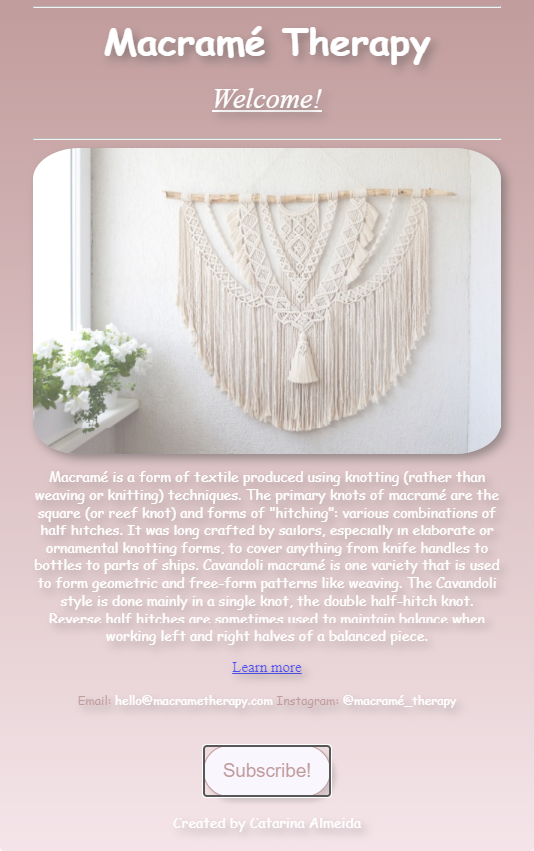 Macramé Therapy
Welcome!
Macramé is a form of textile produced using knotting (rather than
weaving or knitting) techniques. The primary knots of macramé are the
square (or reef knot) and forms of "hitching": various combinations of
half hitches. It was long crafted by sailors, especially in elaborate or
ornamental knotting forms, to cover anything from knife handles to
bottles to parts of ships. Cavandoli macramé is one variety that is used
to form geometric and free-form patterns like weaving. The Cavandoli
style is done mainly in a single knot, the double half-hitch knot.
Reverse half hitches are sometimes used to maintain balance when
working left and right halves of a balanced piece.
Learn more
Email: hello@macrametherapy.com Instagram: @macramé_therapy
Subscribe!
Created by Catarina Almeida